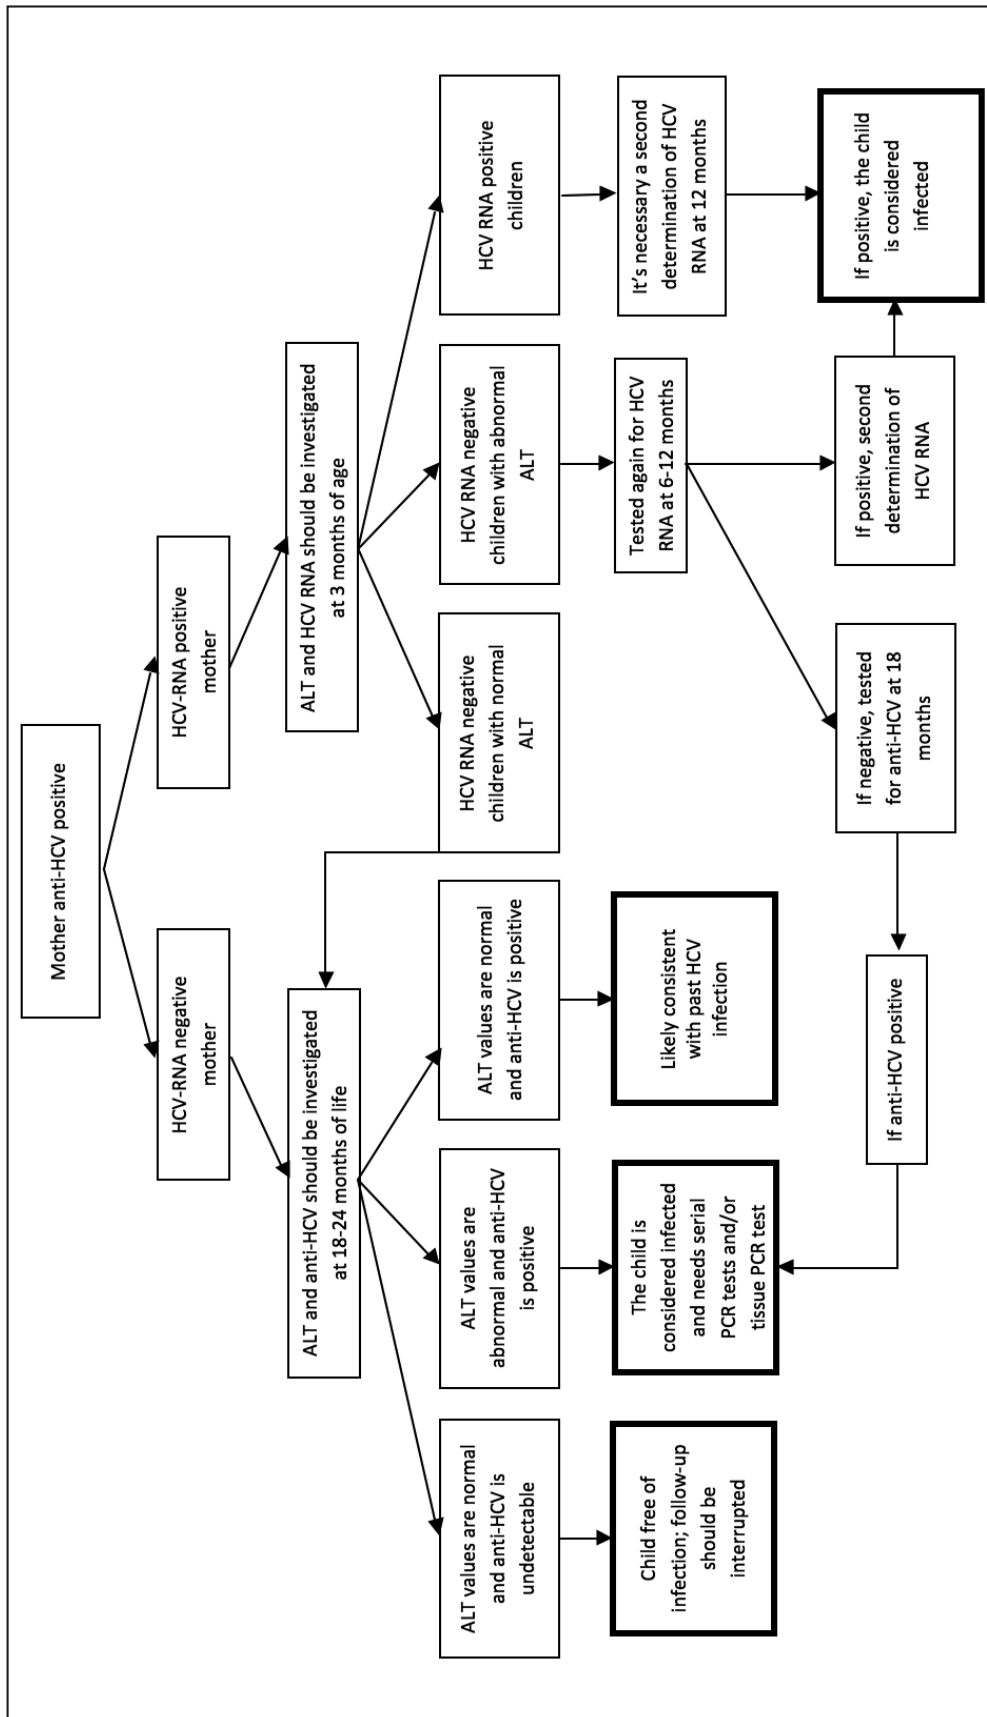 Mother anti-HCV positive
HCV-RNA negative
mother
HCV-RNA positive
mother
ALT and anti-HCV should be investigated
at 18-24 months of life
ALT and HCV RNA should be investigated
at 3 months of age
ALT values are normal
and anti-HCV is
undetectable
ALT values are
abnormal and anti-HCV
is positive
ALT values are normal
and anti-HCV is positive
HCV RNA negative
children with normal
ALT
HCV RNA negative
children with abnormal
ALT
HCV RNA positive
children
Child free of
infection; follow-up
should be
interrupted
The child is
considered infected
and needs serial
PCR tests and/or
tissue PCR test
Likely consistent
with past HCV
infection
Tested again for HCV
RNA at 6-12 months
It's necessary a second
determination of HCV
RNA at 12 months
If anti-HCV positive
If negative, tested
for anti-HCV at 18
months
If positive, second
determination of
HCV RNA
If positive, the child
is considered
infected